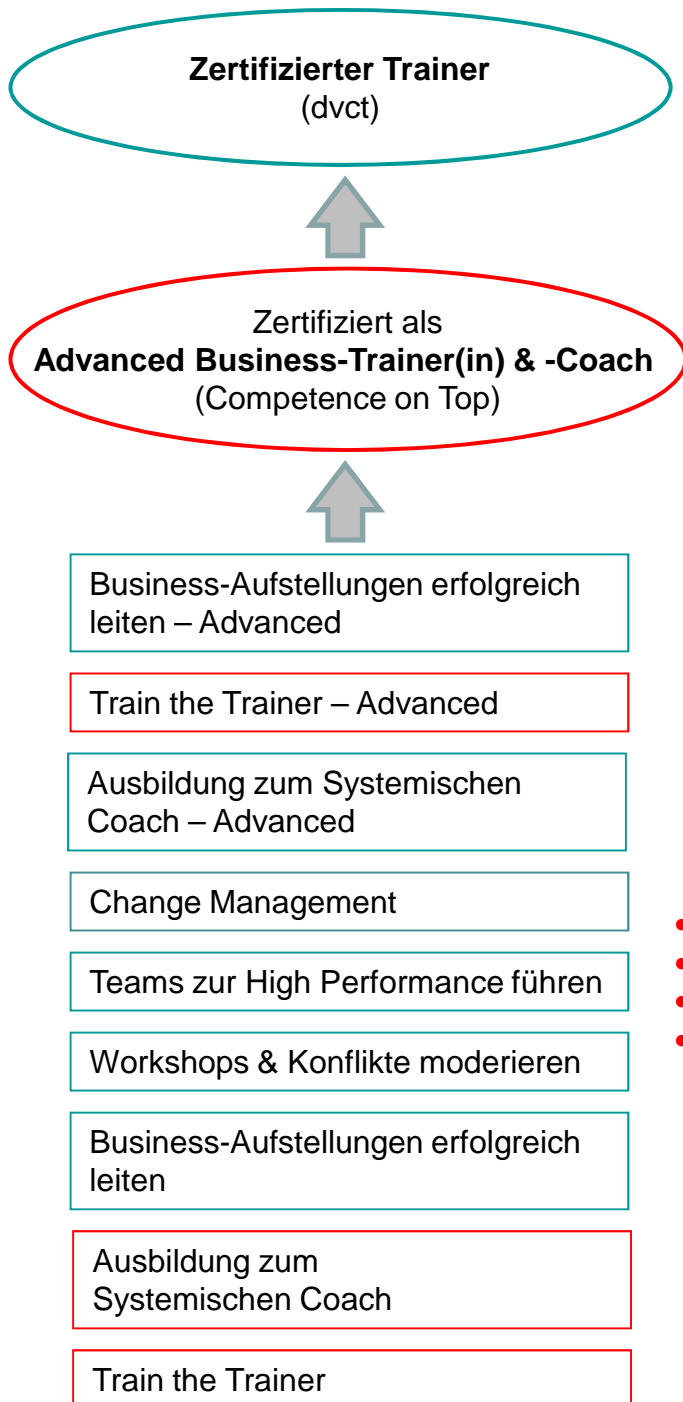 Zertifizierter Trainer
(dvct)
Zertifiziert als
Advanced Business-Trainer(in) & -Coach
(Competence on Top)
Business-Aufstellungen erfolgreich
leiten – Advanced
Train the Trainer – Advanced
Ausbildung zum Systemischen
Coach – Advanced
Change Management
Teams zur High Performance führen
Workshops & Konflikte moderieren
Business-Aufstellungen erfolgreich
leiten
Ausbildung zum
Systemischen Coach
Train the Trainer